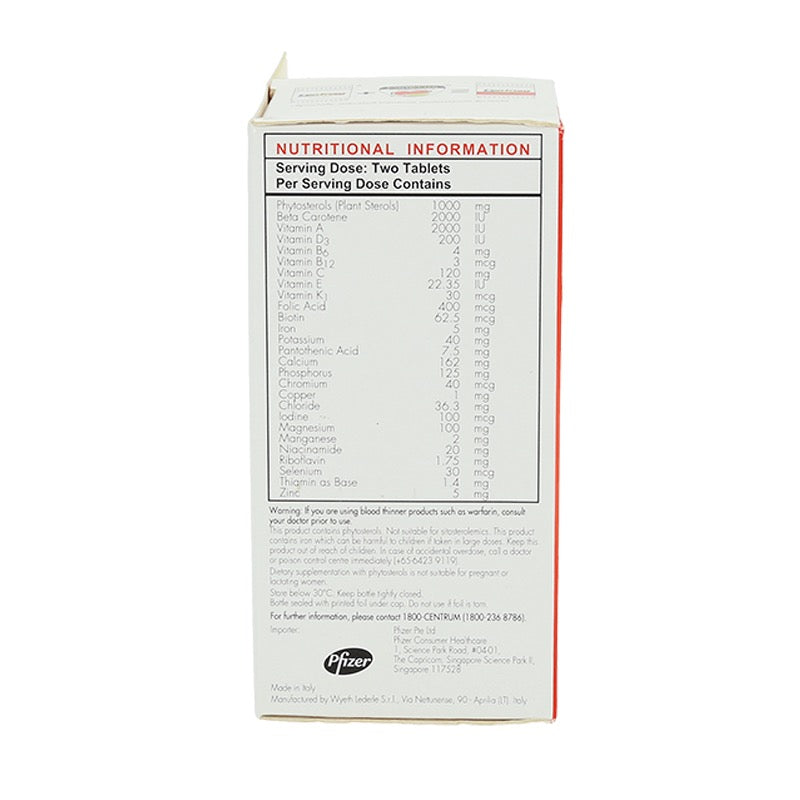 NUTRITIONAL INFORMATION
Serving Dose: Two Tablets
Per Serving Dose Contains
Phytosterols (Plant Sterols) 1000 mg
Beta Carotene 2000 IU
Vitamin A 2000 IU
Vitamin D3 200 IU
Vitamin B6 4 mg
Vitamin B12 3 mcg
Vitamin C 120 mg
Vitamin E 22.35 IU
Vitamin K1 30 mcg
Folic Acid 400 mcg
Biotin 62.5 mcg
Iron 5 mg
Potassium 40 mg
Pantothenic Acid 7.5 mg
Calcium 162 mg
Phosphorus 125 mg
Chromium 40 mcg
Copper 1 mg
Chloride 36.3 mg
Iodine 100 mcg
Magnesium 100 mg
Manganese 2 mg
Niacinamide 20 mg
Riboflavin 1.75 mg
Selenium 30 mcg
Thiamin as Base 1.4 mg
Zinc 5 mg
Warning: If you are using blood thinner products such as warfarin, consult
your doctor prior to use.
This product contains phytosterols. Not suitable for sitosterolemics. This product
contains iron which can be harmful to children if taken in large doses. Keep this
product out of reach of children. In case of accidental overdose, call a doctor
or poison control centre immediately (+65-6423 9119).
Dietary supplementation with phytosterols is not suitable for pregnant or
lactating women.
Store below 30°C. Keep bottle tightly closed.
Bottle sealed with printed foil under cap. Do not use if foil is torn.
For further information, please contact 1800-CENTRUM (1800-236 8786).
Importer:
Pfizer Pte Ltd
Pfizer Consumer Healthcare
1, Science Park Road, #04-01,
The Capricorn, Singapore Science Park II,
Singapore 117528
Pfizer
Made in Italy
Manufactured by Wyeth Lederle S.r.l., Via Nettunense, 90 - Aprilia (LT) Italy